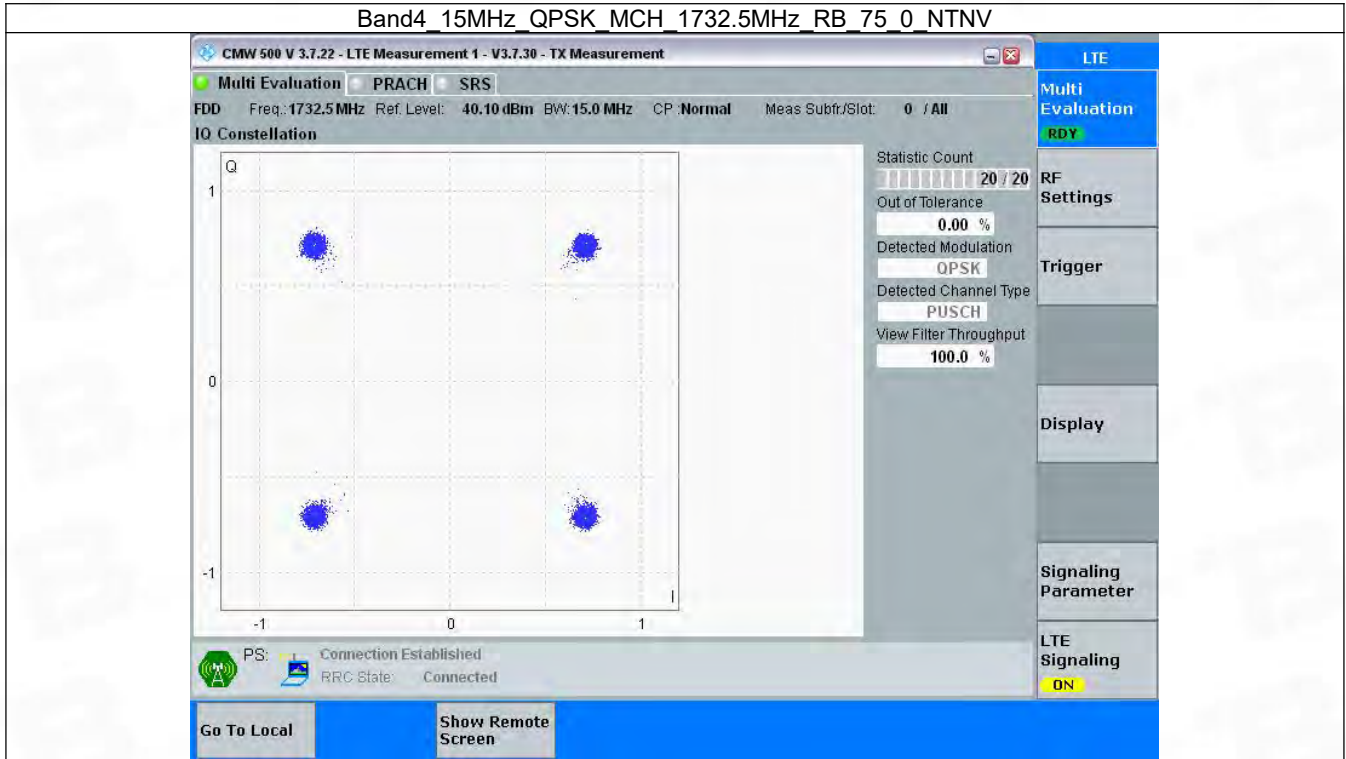 Band4_15MHz_QPSK_MCH_1732.5MHz_RB_75_0_NTNV
CMW 500 V 3.7.22 - LTE Measurement 1 - V3.7.30 - TX Measurement
LTE
Multi Evaluation PRACH SRS
Multi
Evaluation
RDY
FDD Freq.: 1732.5 MHz Ref. Level: 40.10 dBm BW: 15.0 MHz CP :Normal Meas Subfr./Slot: 0 / All
IQ Constellation
Q
1
0
-1
I
-1 0 1
Statistic Count
20 / 20
Out of Tolerance
0.00 %
Detected Modulation
QPSK
Detected Channel Type
PUSCH
View Filter Throughput
100.0 %
RF
Settings
Trigger
Display
Signaling
Parameter
LTE
Signaling
ON
PS: Connection Established
RRC State: Connected
Go To Local
Show Remote
Screen